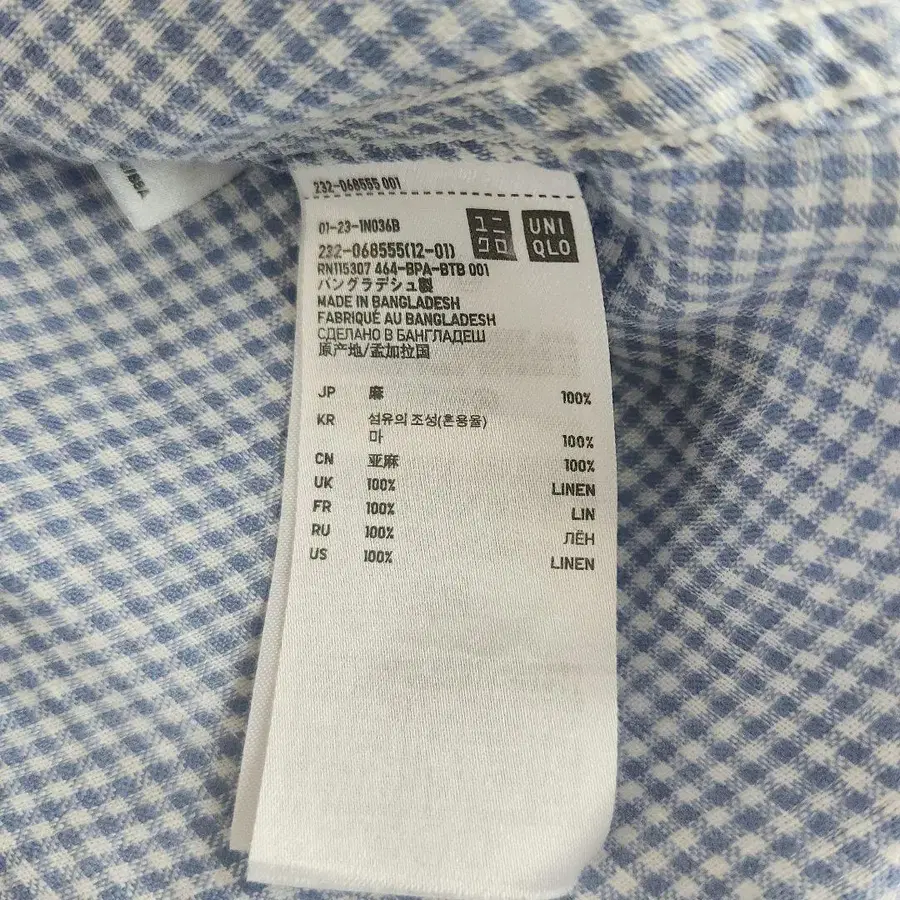 232-068555 001
01-23-1N036B
ユニ
クロ
UNI
QLO
232-068555(12-01)
RN115307 464-BPA-BTB 001
バングラデシュ製
MADE IN BANGLADESH
FABRIQUÉ AU BANGLADESH
СДЕЛАНО В БАНГЛАДЕШ
原产地/孟加拉国
JP 麻 100%
KR 섬유의 조성(혼용율)
마 100%
CN 亚麻 100%
UK 100% LINEN
FR 100% LIN
RU 100% ЛЁН
US 100% LINEN